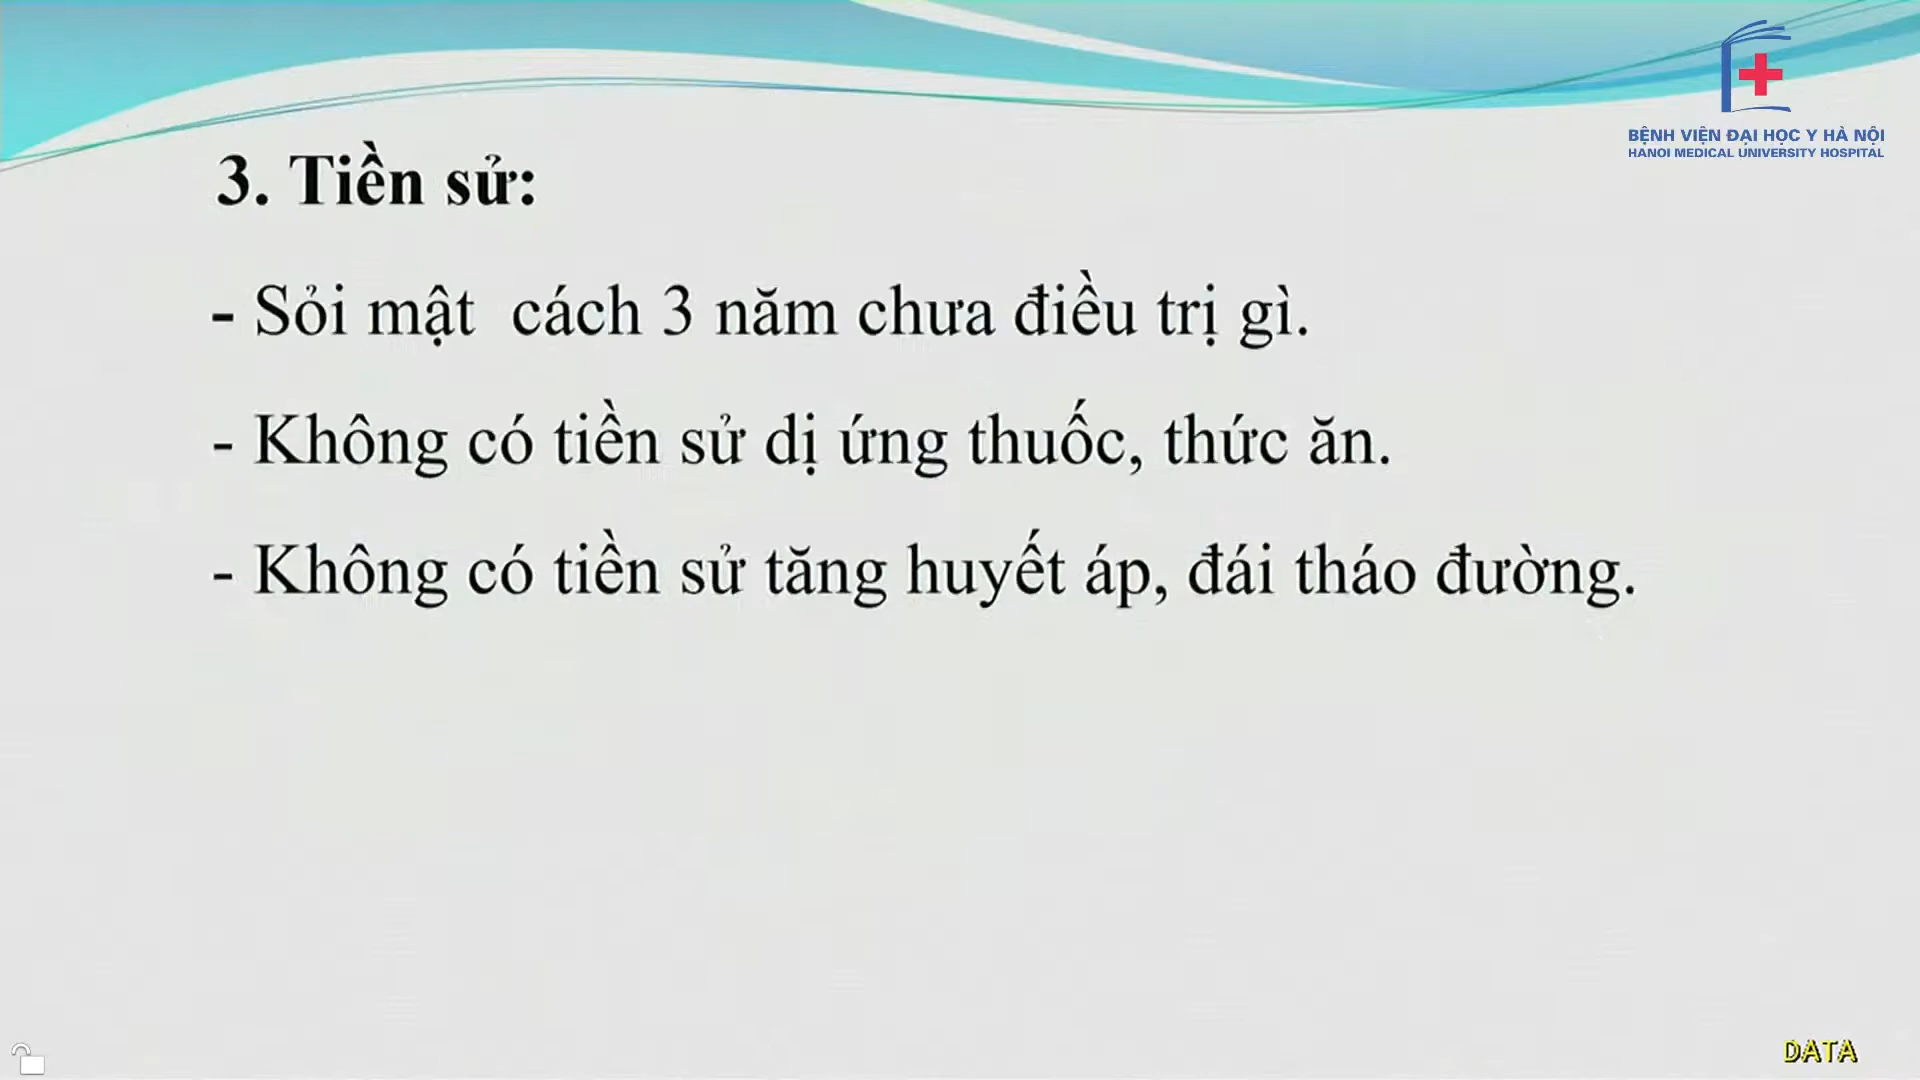 BỆNH VIỆN ĐẠI HỌC Y HÀ NỘI
HANOI MEDICAL UNIVERSITY HOSPITAL
3. Tiền sử:
- Sỏi mật cách 3 năm chưa điều trị gì.
- Không có tiền sử dị ứng thuốc, thức ăn.
- Không có tiền sử tăng huyết áp, đái tháo đường.
DATA